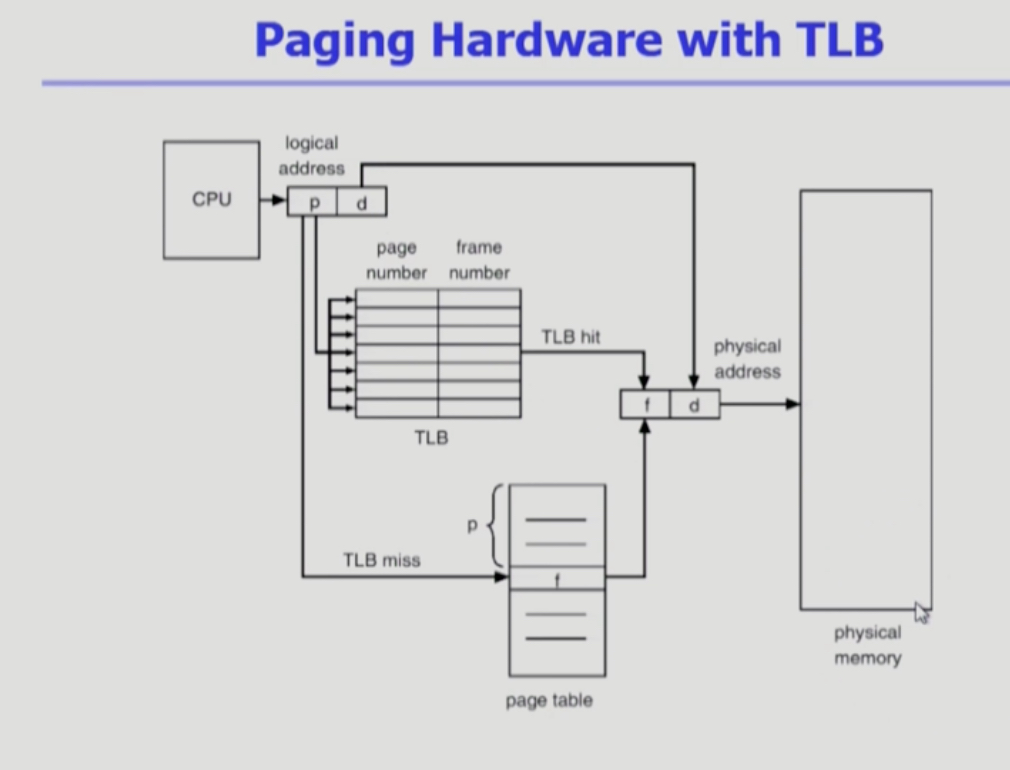 Paging Hardware with TLB
logical
address
CPU
p d
page frame
number number
TLB hit
physical
address
f d
TLB
p
TLB miss
f
physical
memory
page table